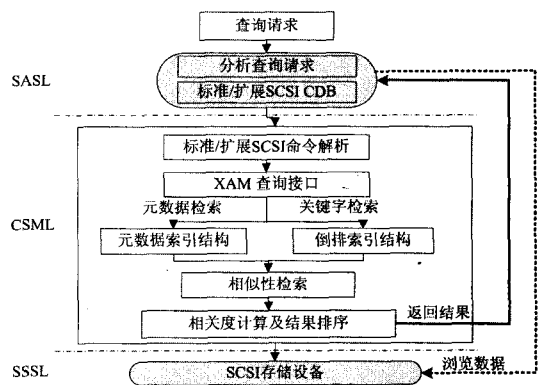 查询请求
SASL
分析查询请求
标准/扩展SCSI CDB
标准/扩展SCSI命令解析
XAM 查询接口
元数据检索
关键字检索
CSML
元数据索引结构
倒排索引结构
相似性检索
相关度计算及结果排序
返回结果
SSSL
SCSI存储设备
浏览数据